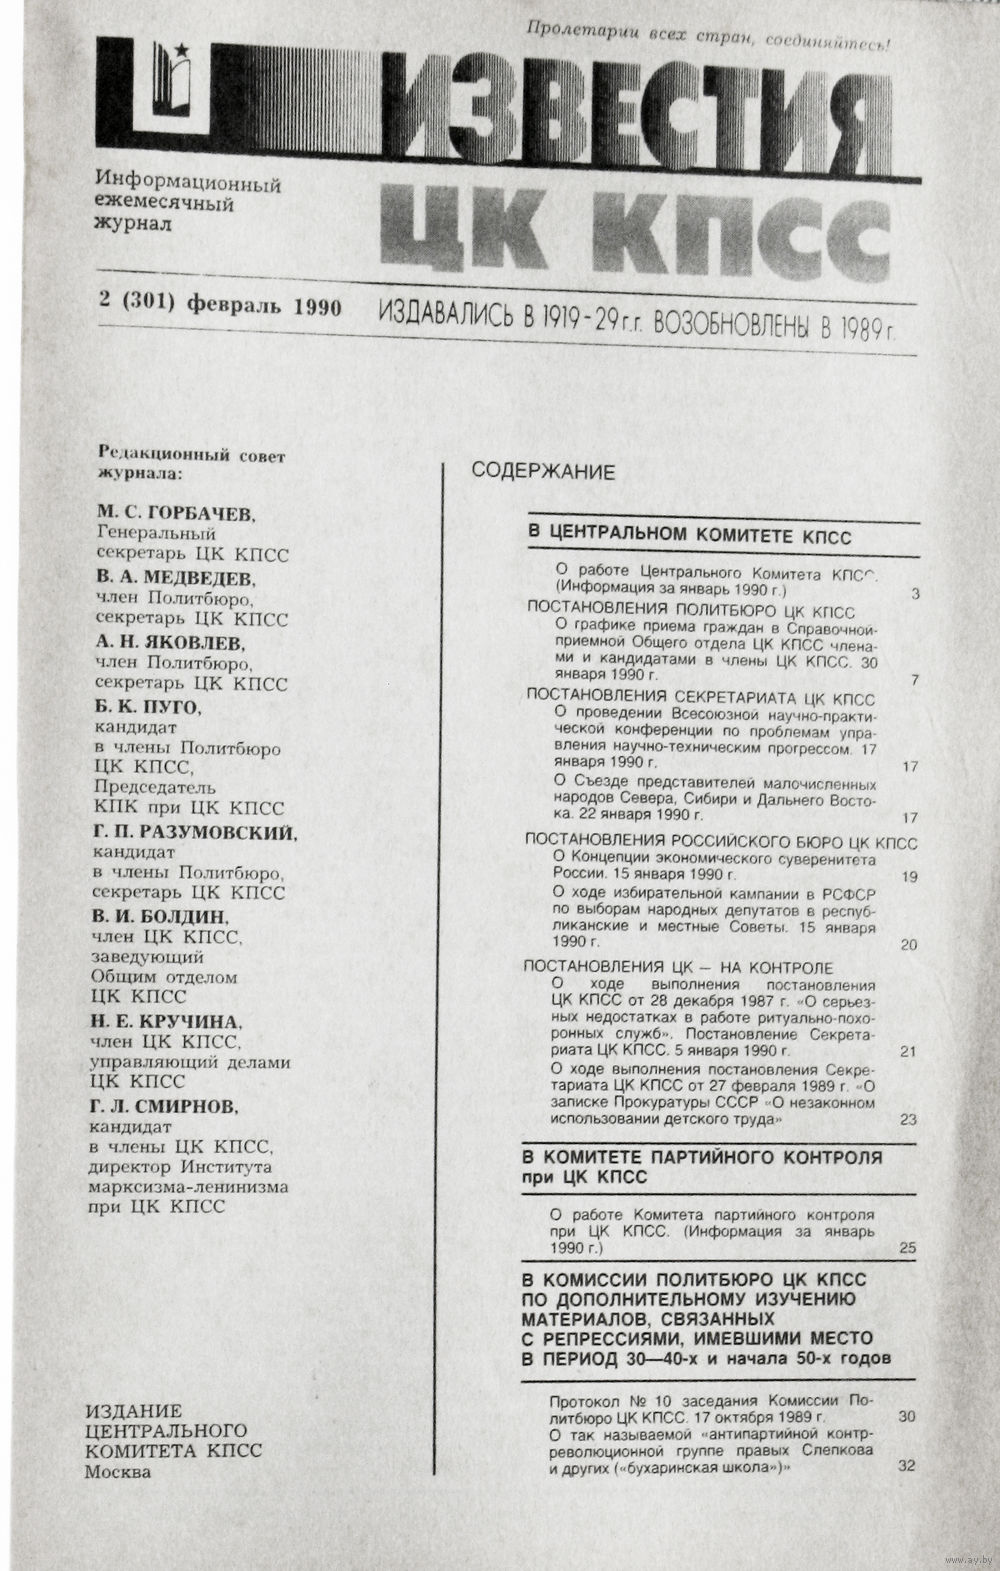 Пролетарии всех стран, соединяйтесь!
ИЗВЕСТИЯ
ЦК КПСС
Информационный
ежемесячный
журнал
2 (301) февраль 1990
ИЗДАВАЛИСЬ В 1919-29г.г. ВОЗОБНОВЛЕНЫ В 1989г.
Редакционный совет
журнала:
М. С. ГОРБАЧЕВ,
Генеральный
секретарь ЦК КПСС
В. А. МЕДВЕДЕВ,
член Политбюро,
секретарь ЦК КПСС
А. Н. ЯКОВЛЕВ,
член Политбюро,
секретарь ЦК КПСС
Б. К. ПУГО,
кандидат
в члены Политбюро
ЦК КПСС,
Председатель
КПК при ЦК КПСС
Г. П. РАЗУМОВСКИЙ,
кандидат
в члены Политбюро,
секретарь ЦК КПСС
В. И. БОЛДИН,
член ЦК КПСС,
заведующий
Общим отделом
ЦК КПСС
Н. Е. КРУЧИНА,
член ЦК КПСС,
управляющий делами
ЦК КПСС
Г. Л. СМИРНОВ,
кандидат
в члены ЦК КПСС,
директор Института
марксизма-ленинизма
при ЦК КПСС
ИЗДАНИЕ
ЦЕНТРАЛЬНОГО
КОМИТЕТА КПСС
Москва
СОДЕРЖАНИЕ
В ЦЕНТРАЛЬНОМ КОМИТЕТЕ КПСС
О работе Центрального Комитета КПСС.
(Информация за январь 1990 г.) 3
ПОСТАНОВЛЕНИЯ ПОЛИТБЮРО ЦК КПСС
О графике приема граждан в Справочной-
приемной Общего отдела ЦК КПСС члена-
ми и кандидатами в члены ЦК КПСС. 30
января 1990 г. 7
ПОСТАНОВЛЕНИЯ СЕКРЕТАРИАТА ЦК КПСС
О проведении Всесоюзной научно-практи-
ческой конференции по проблемам упра-
вления научно-техническим прогрессом. 17
января 1990 г. 17
О Съезде представителей малочисленных
народов Севера, Сибири и Дальнего Восто-
ка. 22 января 1990 г. 17
ПОСТАНОВЛЕНИЯ РОССИЙСКОГО БЮРО ЦК КПСС
О Концепции экономического суверенитета
России. 15 января 1990 г. 19
О ходе избирательной кампании в РСФСР
по выборам народных депутатов в респуб-
ликанские и местные Советы. 15 января
1990 г. 20
ПОСТАНОВЛЕНИЯ ЦК — НА КОНТРОЛЕ
О ходе выполнения постановления
ЦК КПСС от 28 декабря 1987 г. «О серьез-
ных недостатках в работе ритуально-похо-
ронных служб». Постановление Секрета-
риата ЦК КПСС. 5 января 1990 г. 21
О ходе выполнения постановления Секре-
тариата ЦК КПСС от 27 февраля 1989 г. «О
записке Прокуратуры СССР «О незаконном
использовании детского труда» 23
В КОМИТЕТЕ ПАРТИЙНОГО КОНТРОЛЯ
при ЦК КПСС
О работе Комитета партийного контроля
при ЦК КПСС. (Информация за январь
1990 г.) 25
В КОМИССИИ ПОЛИТБЮРО ЦК КПСС
ПО ДОПОЛНИТЕЛЬНОМУ ИЗУЧЕНИЮ
МАТЕРИАЛОВ, СВЯЗАННЫХ
С РЕПРЕССИЯМИ, ИМЕВШИМИ МЕСТО
В ПЕРИОД 30—40-х и начала 50-х годов
Протокол № 10 заседания Комиссии По-
литбюро ЦК КПСС. 17 октября 1989 г. 30
О так называемой «антипартийной контр-
революционной группе правых Слепкова
и других («бухаринская школа»)» 32
www.ay.by